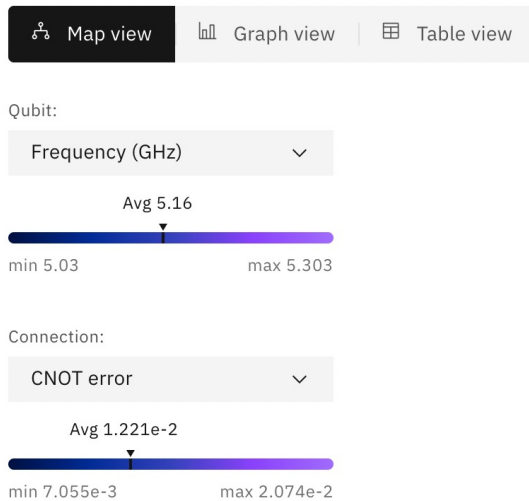 Map view Graph view Table view
Qubit:
Frequency (GHz)
Avg 5.16
min 5.03 max 5.303
Connection:
CNOT error
Avg 1.221e-2
min 7.055e-3 max 2.074e-2